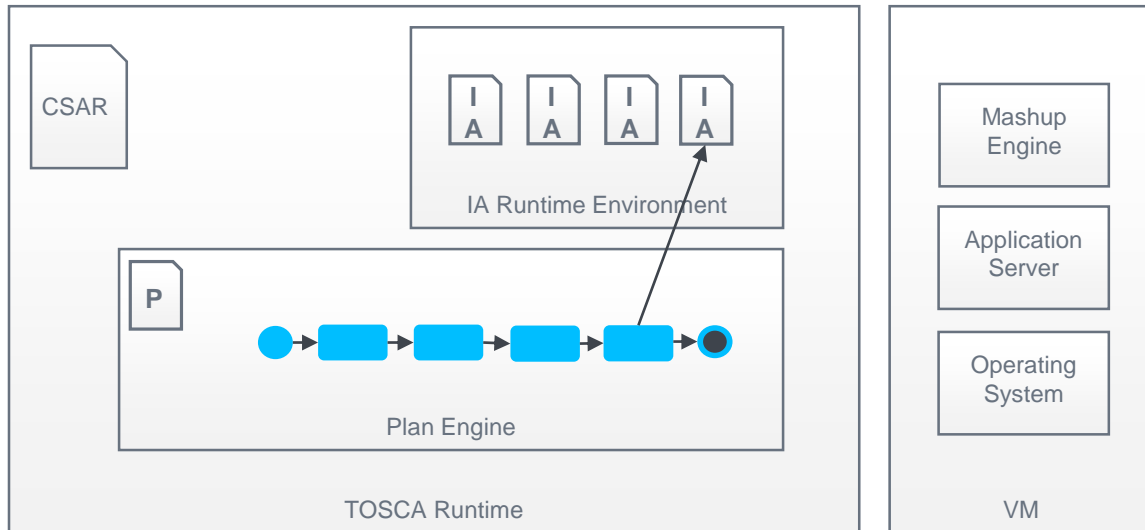 CSAR
I
A
I
A
I
A
I
A
IA Runtime Environment
P
Plan Engine
TOSCA Runtime
Mashup
Engine
Application
Server
Operating
System
VM